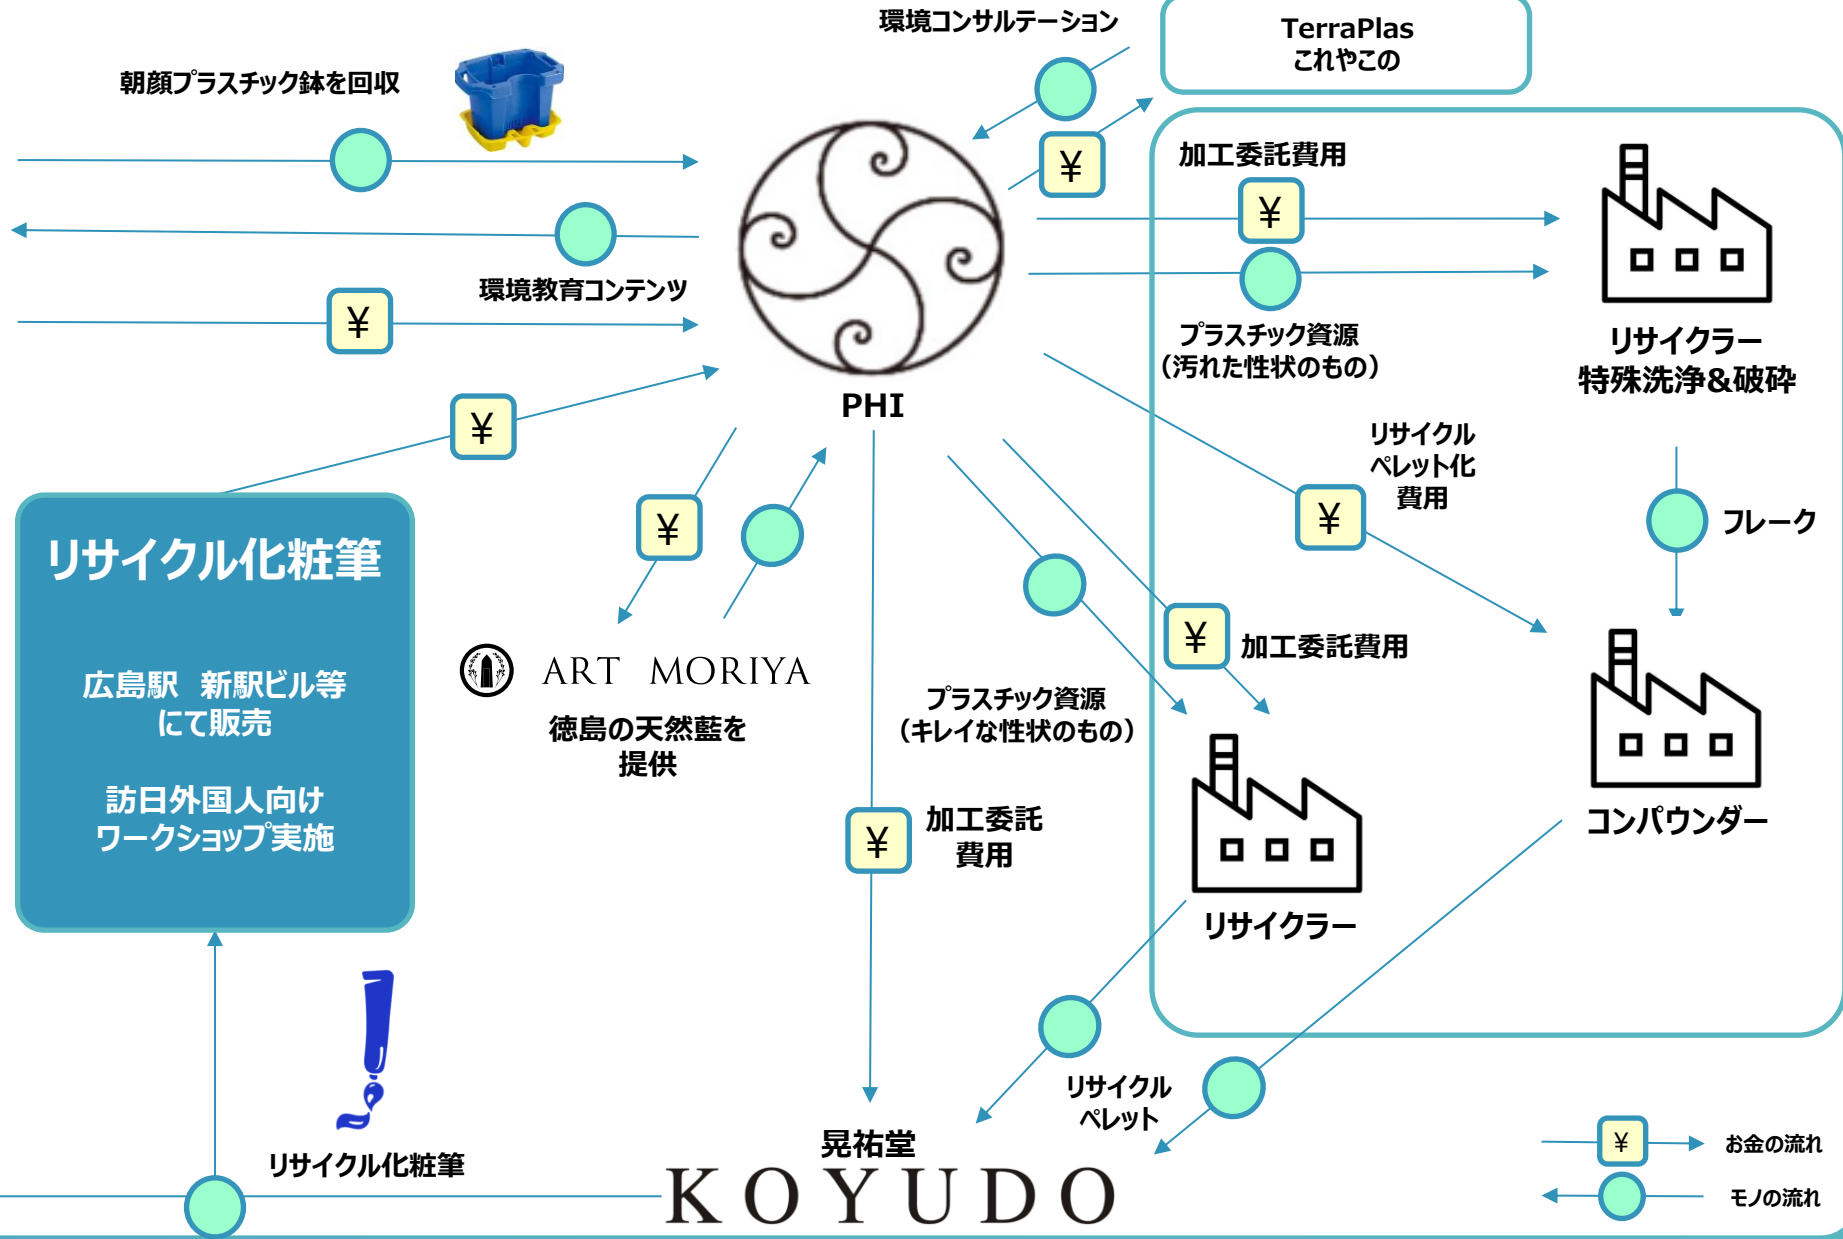 環境コンサルテーション
TerraPlas
これやこの
朝顔プラスチック鉢を回収
¥
加工委託費用
¥
環境教育コンテンツ
¥
プラスチック資源
（汚れた性状のもの）
リサイクラー
特殊洗浄&破砕
PHI
¥
リサイクル
ペレット化
費用
¥
¥
フレーク
リサイクル化粧筆
広島駅 新駅ビル等
にて販売
訪日外国人向け
ワークショップ実施
ART MORIYA
徳島の天然藍を
提供
¥
加工委託費用
プラスチック資源
（キレイな性状のもの）
¥
加工委託
費用
コンパウンダー
リサイクラー
リサイクル
ペレット
リサイクル化粧筆
晃祐堂
KOYUDO
¥
お金の流れ
モノの流れ